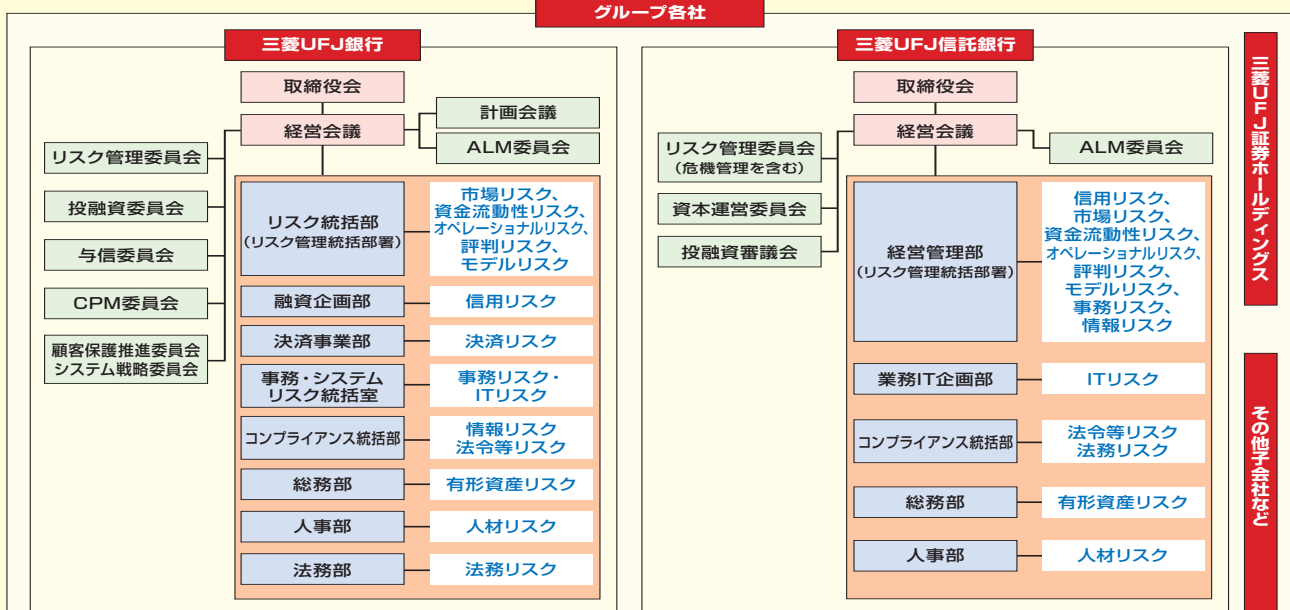 グループ各社
三菱UFJ銀行
取締役会
経営会議
計画会議
ALM委員会
リスク管理委員会
投融資委員会
与信委員会
CPM委員会
顧客保護推進委員会
システム戦略委員会
リスク統括部
(リスク管理統括部署)
市場リスク、
資金流動性リスク、
オペレーショナルリスク、
評判リスク、
モデルリスク
融資企画部
信用リスク
決済事業部
決済リスク
事務・システム
リスク統括室
事務リスク・
ITリスク
コンプライアンス統括部
情報リスク
法令等リスク
総務部
有形資産リスク
人事部
人材リスク
法務部
法務リスク
三菱UFJ信託銀行
取締役会
経営会議
ALM委員会
リスク管理委員会
(危機管理を含む)
資本運営委員会
投融資審議会
経営管理部
(リスク管理統括部署)
信用リスク、
市場リスク、
資金流動性リスク、
オペレーショナルリスク、
評判リスク、
モデルリスク、
事務リスク、
情報リスク
業務IT企画部
ITリスク
コンプライアンス統括部
法令等リスク
法務リスク
総務部
有形資産リスク
人事部
人材リスク
三菱UFJ証券ホールディングス
その他子会社など